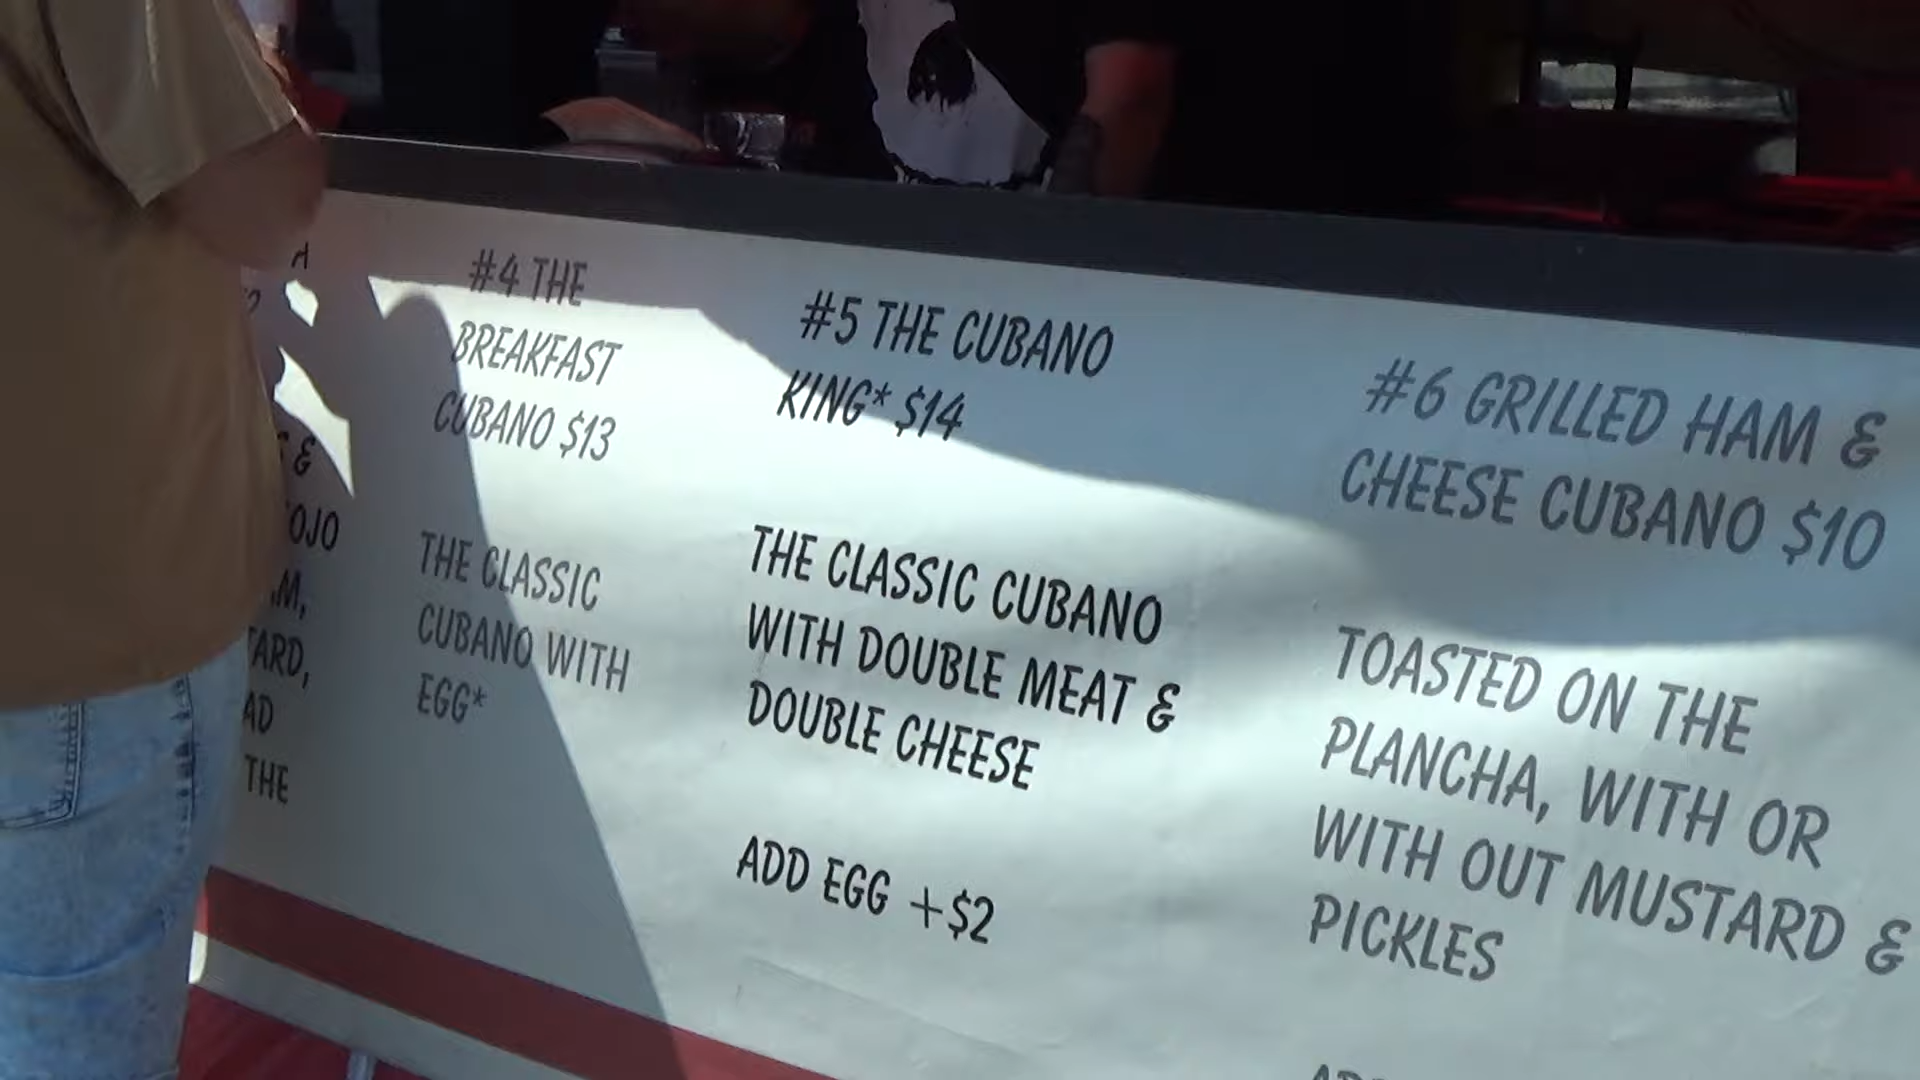 &
OJO
THE
#4 THE
BREAKFAST
CUBANO $13
THE CLASSIC
CUBANO WITH
EGG*
#5 THE CUBANO
KING* $14
THE CLASSIC CUBANO
WITH DOUBLE MEAT &
DOUBLE CHEESE
ADD EGG +$2
#6 GRILLED HAM &
CHEESE CUBANO $10
TOASTED ON THE
PLANCHA, WITH OR
WITH OUT MUSTARD &
PICKLES